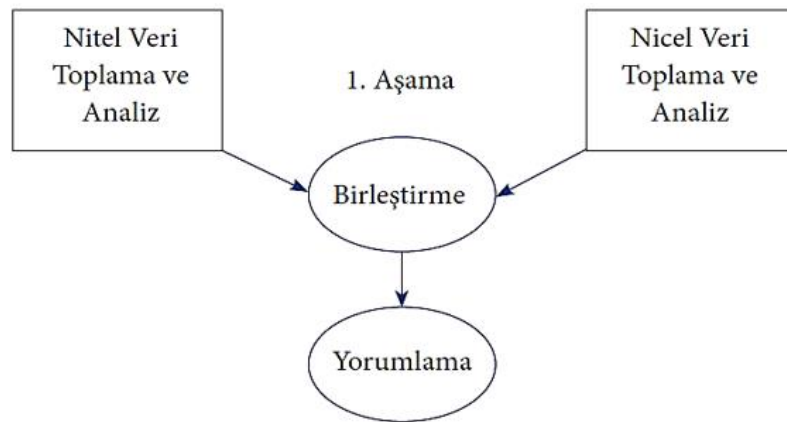 Nitel Veri
Toplama ve
Analiz
1. Aşama
Nicel Veri
Toplama ve
Analiz
Birleştirme
Yorumlama